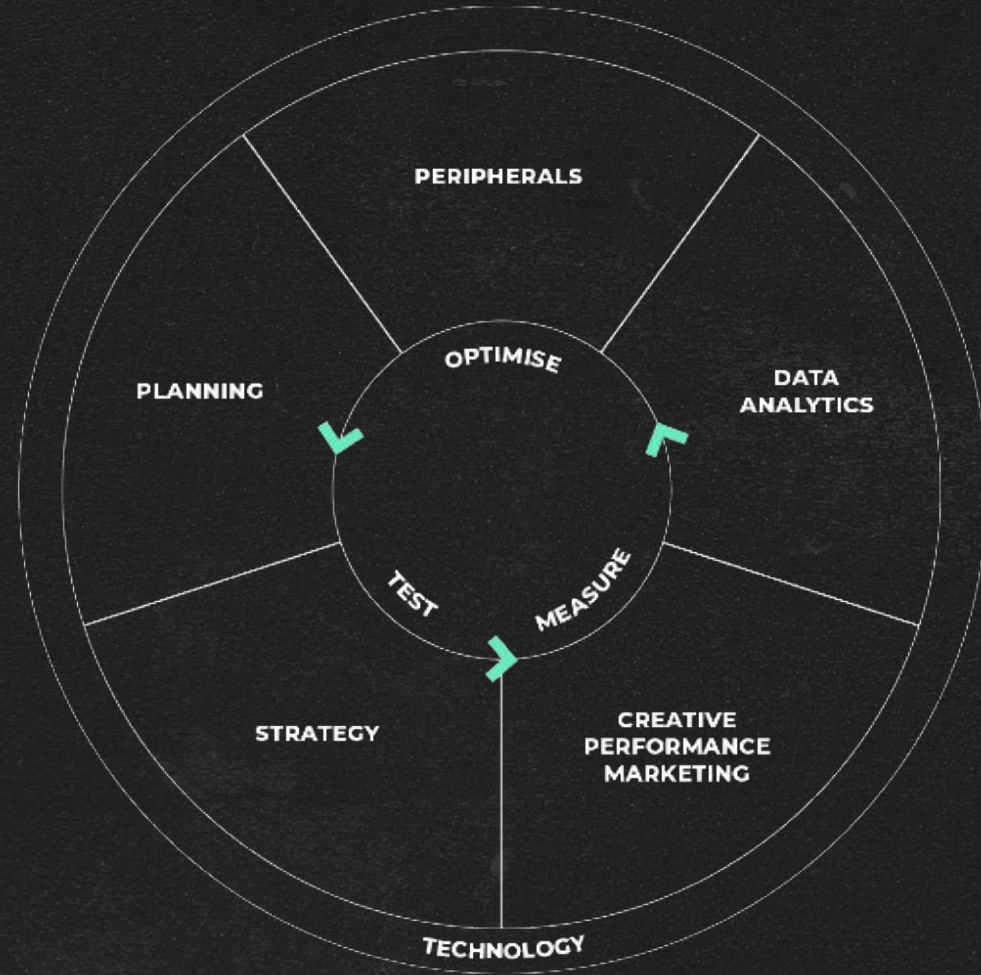 PERIPHERALS
OPTIMISE
PLANNING
DATA
ANALYTICS
TEST
MEASURE
STRATEGY
CREATIVE
PERFORMANCE
MARKETING
TECHNOLOGY